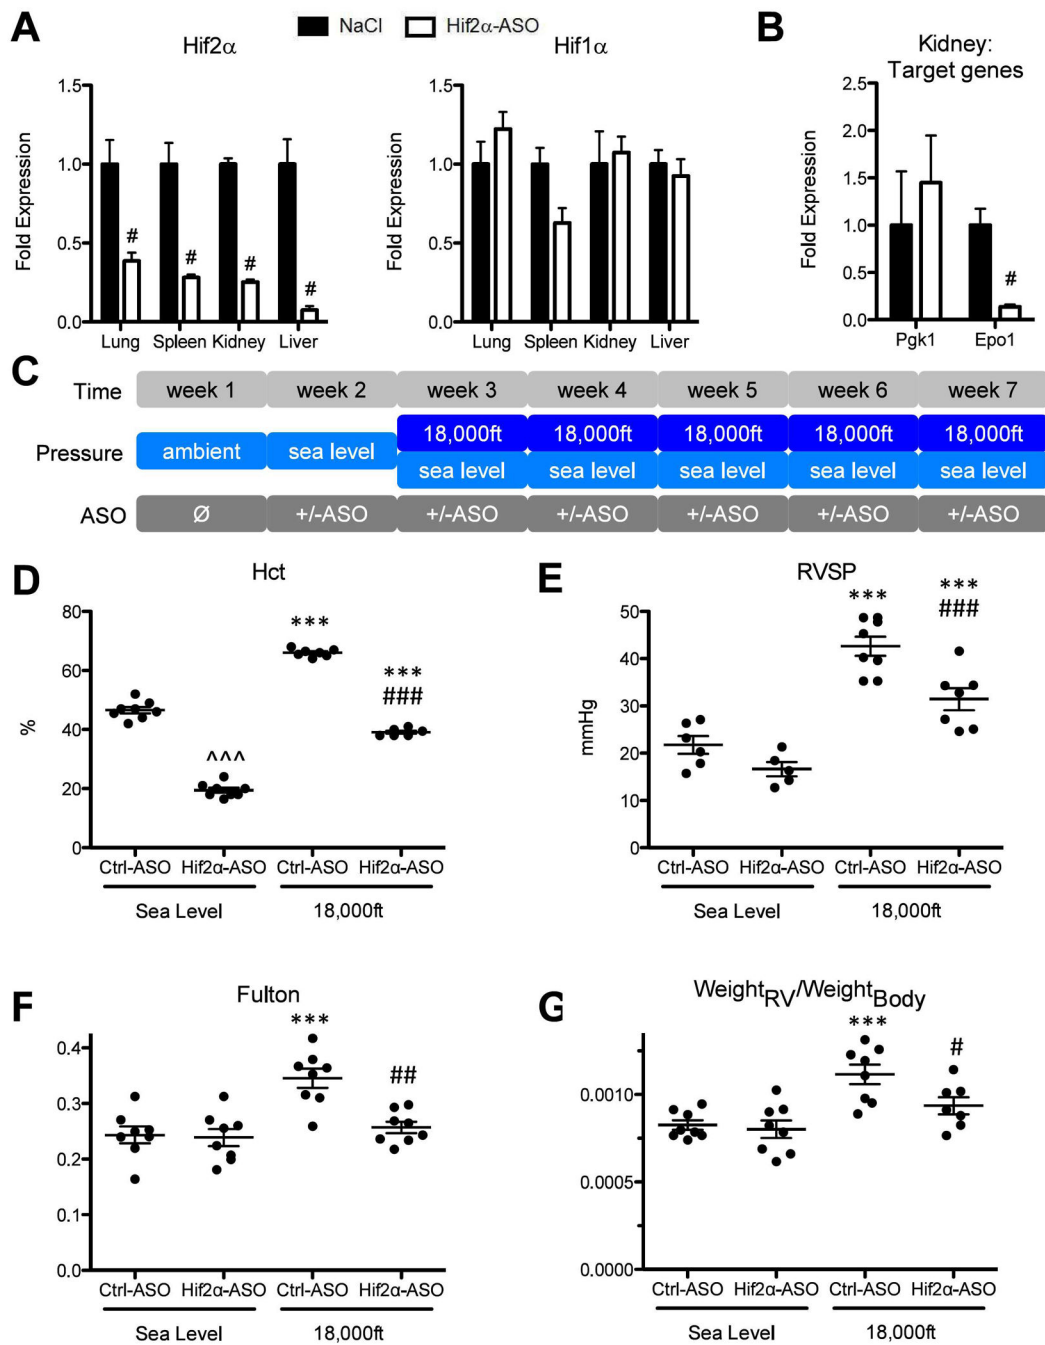 A
NaCl
Hif2α-ASO
B
Hif2α
Hif1α
Kidney:
Target genes
Fold Expression
1.5
1.0
0.5
0.0
#
#
#
#
Lung Spleen Kidney Liver
Fold Expression
1.5
1.0
0.5
0.0
Lung Spleen Kidney Liver
Fold Expression
2.5
2.0
1.5
1.0
0.5
0.0
#
Pgk1 Epo1
C
Time week 1 week 2 week 3 week 4 week 5 week 6 week 7
18,000ft 18,000ft 18,000ft 18,000ft 18,000ft
Pressure ambient sea level
sea level sea level sea level sea level sea level
ASO Ø +/-ASO +/-ASO +/-ASO +/-ASO +/-ASO +/-ASO
D
Hct
%
80
60
40
20
0
^^^
***
***
###
Ctrl-ASO Hif2α-ASO Ctrl-ASO Hif2α-ASO
Sea Level 18,000ft
E
RVSP
mmHg
50
40
30
20
10
0
***
***
###
Ctrl-ASO Hif2α-ASO Ctrl-ASO Hif2α-ASO
Sea Level 18,000ft
F
Fulton
0.4
0.3
0.2
0.1
0.0
***
##
Ctrl-ASO Hif2α-ASO Ctrl-ASO Hif2α-ASO
Sea Level 18,000ft
G
WeightRV/WeightBody
0.0010
0.0005
0.0000
***
#
Ctrl-ASO Hif2α-ASO Ctrl-ASO Hif2α-ASO
Sea Level 18,000ft